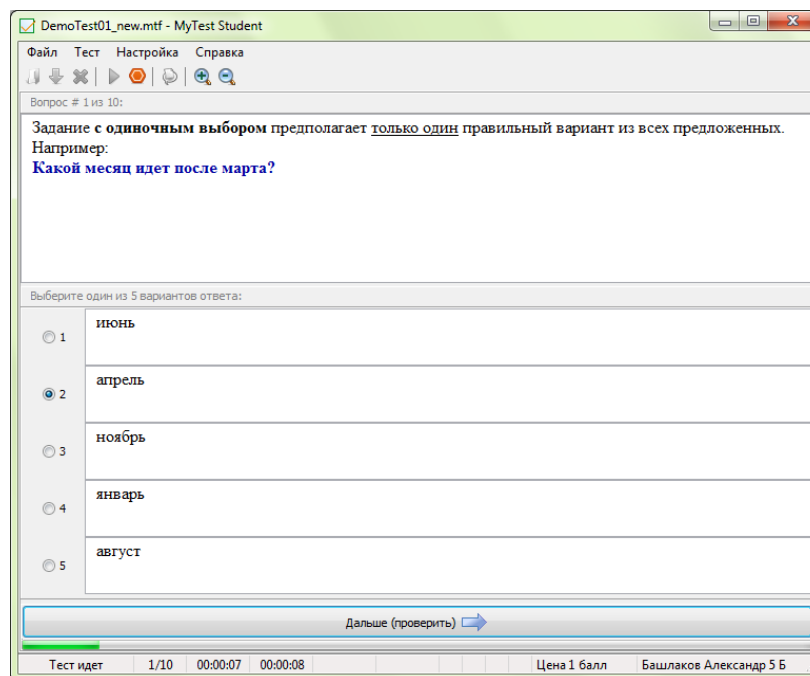 DemoTest01_new.mtf - MyTest Student
Файл Тест Настройка Справка
Вопрос # 1 из 10:
Задание с одиночным выбором предполагает только один правильный вариант из всех предложенных.
Например:
Какой месяц идет после марта?
Выберите один из 5 вариантов ответа:
1 июнь
2 апрель
3 ноябрь
4 январь
5 август
Дальше (проверить)
Тест идет 1/10 00:00:07 00:00:08 Цена 1 балл Башлаков Александр 5 Б